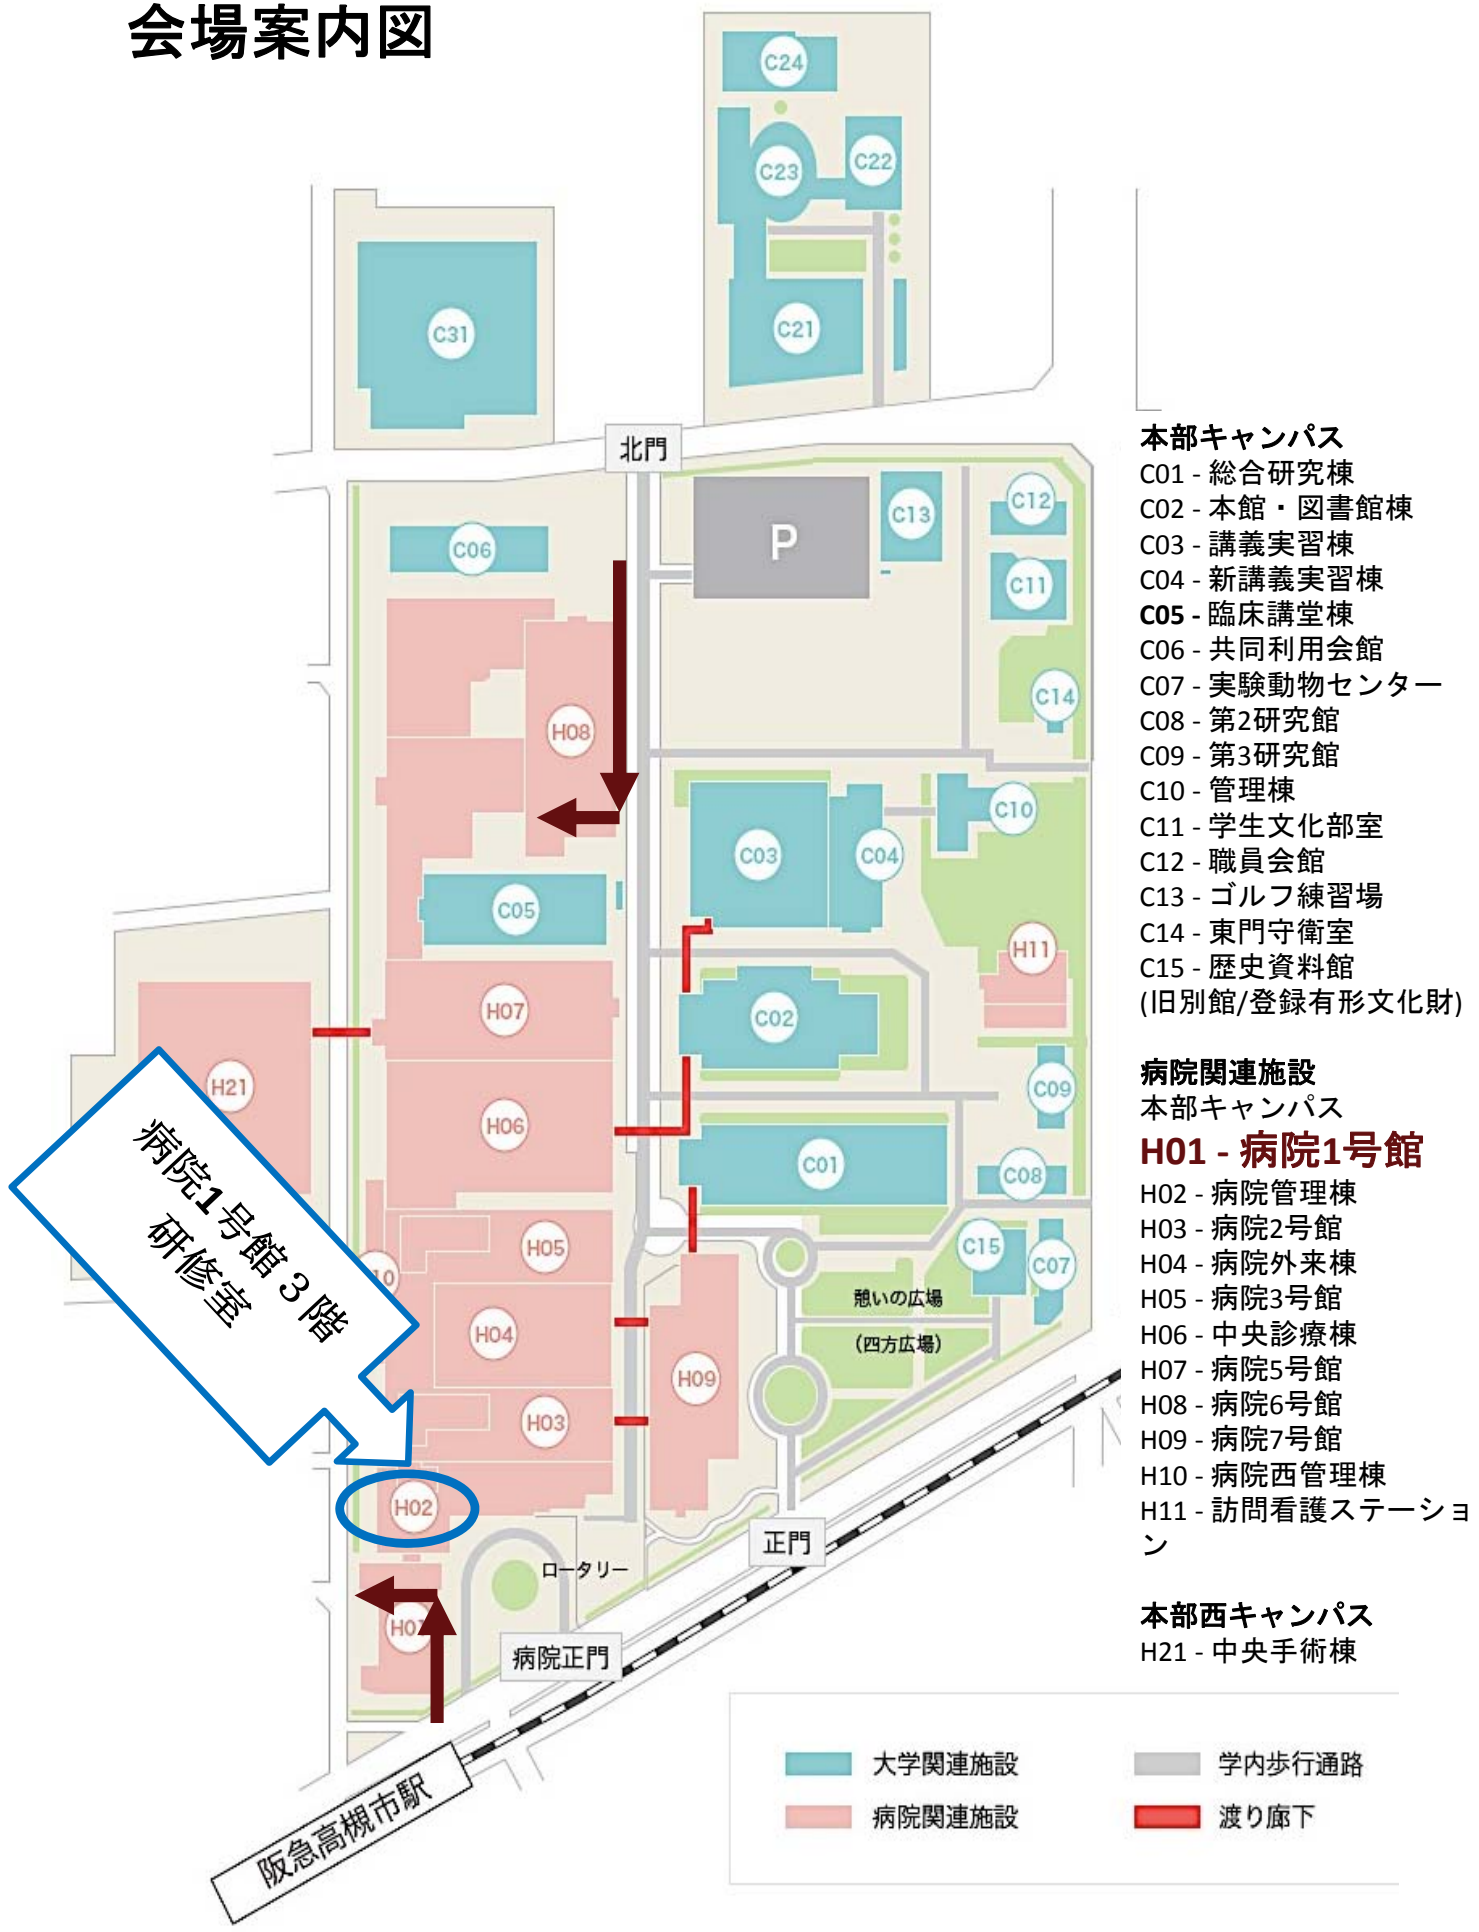 会場案内図
C24
C23
C22
C21
C31
北門
P
C13
C12
C11
C14
C06
H08
C10
C03
C04
C05
H11
H07
C02
H21
H06
C09
C01
C08
病院1号館３階
研修室
10
H05
C15
C07
憩いの広場
(四方広場)
H04
H09
H03
H02
正門
ロータリー
H01
病院正門
阪急高槻市駅
本部キャンパス
C01 - 総合研究棟
C02 - 本館・図書館棟
C03 - 講義実習棟
C04 - 新講義実習棟
C05 - 臨床講堂棟
C06 - 共同利用会館
C07 - 実験動物センター
C08 - 第2研究館
C09 - 第3研究館
C10 - 管理棟
C11 - 学生文化部室
C12 - 職員会館
C13 - ゴルフ練習場
C14 - 東門守衛室
C15 - 歴史資料館
(旧別館/登録有形文化財)
病院関連施設
本部キャンパス
H01 - 病院1号館
H02 - 病院管理棟
H03 - 病院2号館
H04 - 病院外来棟
H05 - 病院3号館
H06 - 中央診療棟
H07 - 病院5号館
H08 - 病院6号館
H09 - 病院7号館
H10 - 病院西管理棟
H11 - 訪問看護ステーショ
ン
本部西キャンパス
H21 - 中央手術棟
大学関連施設
学内歩行通路
病院関連施設
渡り廊下